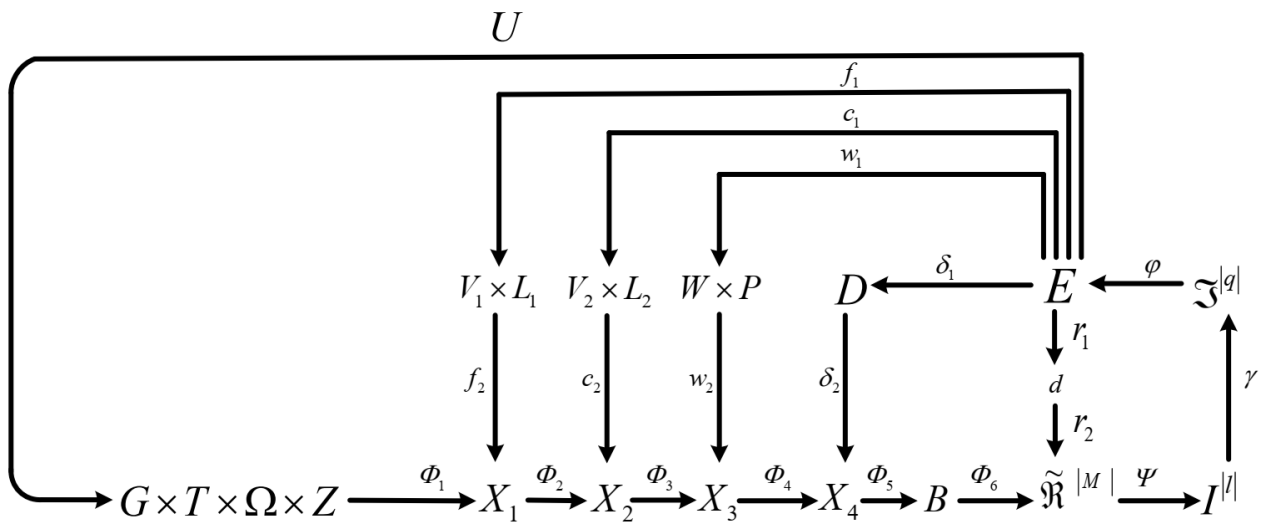 U
f₁
c₁
w₁
V₁ × L₁ V₂ × L₂ W × P D δ₁ E φ ℑ^|q|
r₁
f₂ c₂ w₂ δ₂ d γ
r₂
G × T × Ω × Z Φ₁ X₁ Φ₂ X₂ Φ₃ X₃ Φ₄ X₄ Φ₅ B Φ₆ ℜ̃^|M| Ψ I^|l|